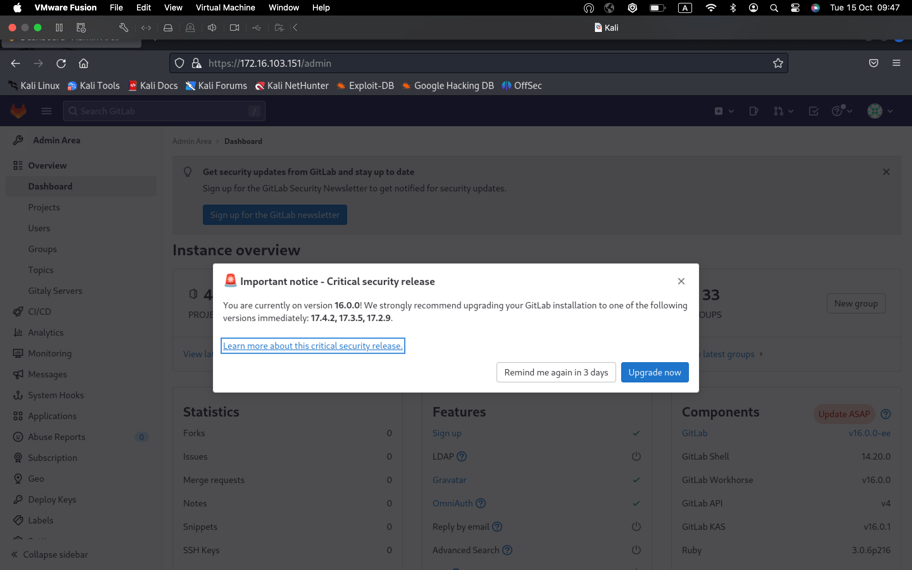 VMware Fusion File Edit View Virtual Machine Window Help
A
Tue 15 Oct 09:47
Kali
https://172.16.103.151/admin
Kali Linux Kali Tools Kali Docs Kali Forums Kali NetHunter Exploit-DB Google Hacking DB OffSec
Search GitLab /
Admin Area
Admin Area › Dashboard
Overview
Dashboard
Projects
Users
Groups
Topics
Gitaly Servers
CI/CD
Analytics
Monitoring
Messages
System Hooks
Applications
Abuse Reports 0
Subscription
Geo
Deploy Keys
Labels
Collapse sidebar
Get security updates from GitLab and stay up to date
Sign up for the GitLab Security Newsletter to get notified for security updates.
Sign up for the GitLab newsletter
Instance overview
33
New group
Important notice - Critical security release
You are currently on version 16.0.0! We strongly recommend upgrading your GitLab installation to one of the following
versions immediately: 17.4.2, 17.3.5, 17.2.9.
Learn more about this critical security release.
Remind me again in 3 days
Upgrade now
latest groups
Statistics
Forks 0
Issues 0
Merge requests 0
Notes 0
Snippets 0
SSH Keys 0
Features
Sign up
LDAP
Gravatar
OmniAuth
Reply by email
Advanced Search
Components Update ASAP
GitLab v16.0.0-ee
GitLab Shell 14.20.0
GitLab Workhorse v16.0.0
GitLab API v4
GitLab KAS v16.0.1
Ruby 3.0.6p216